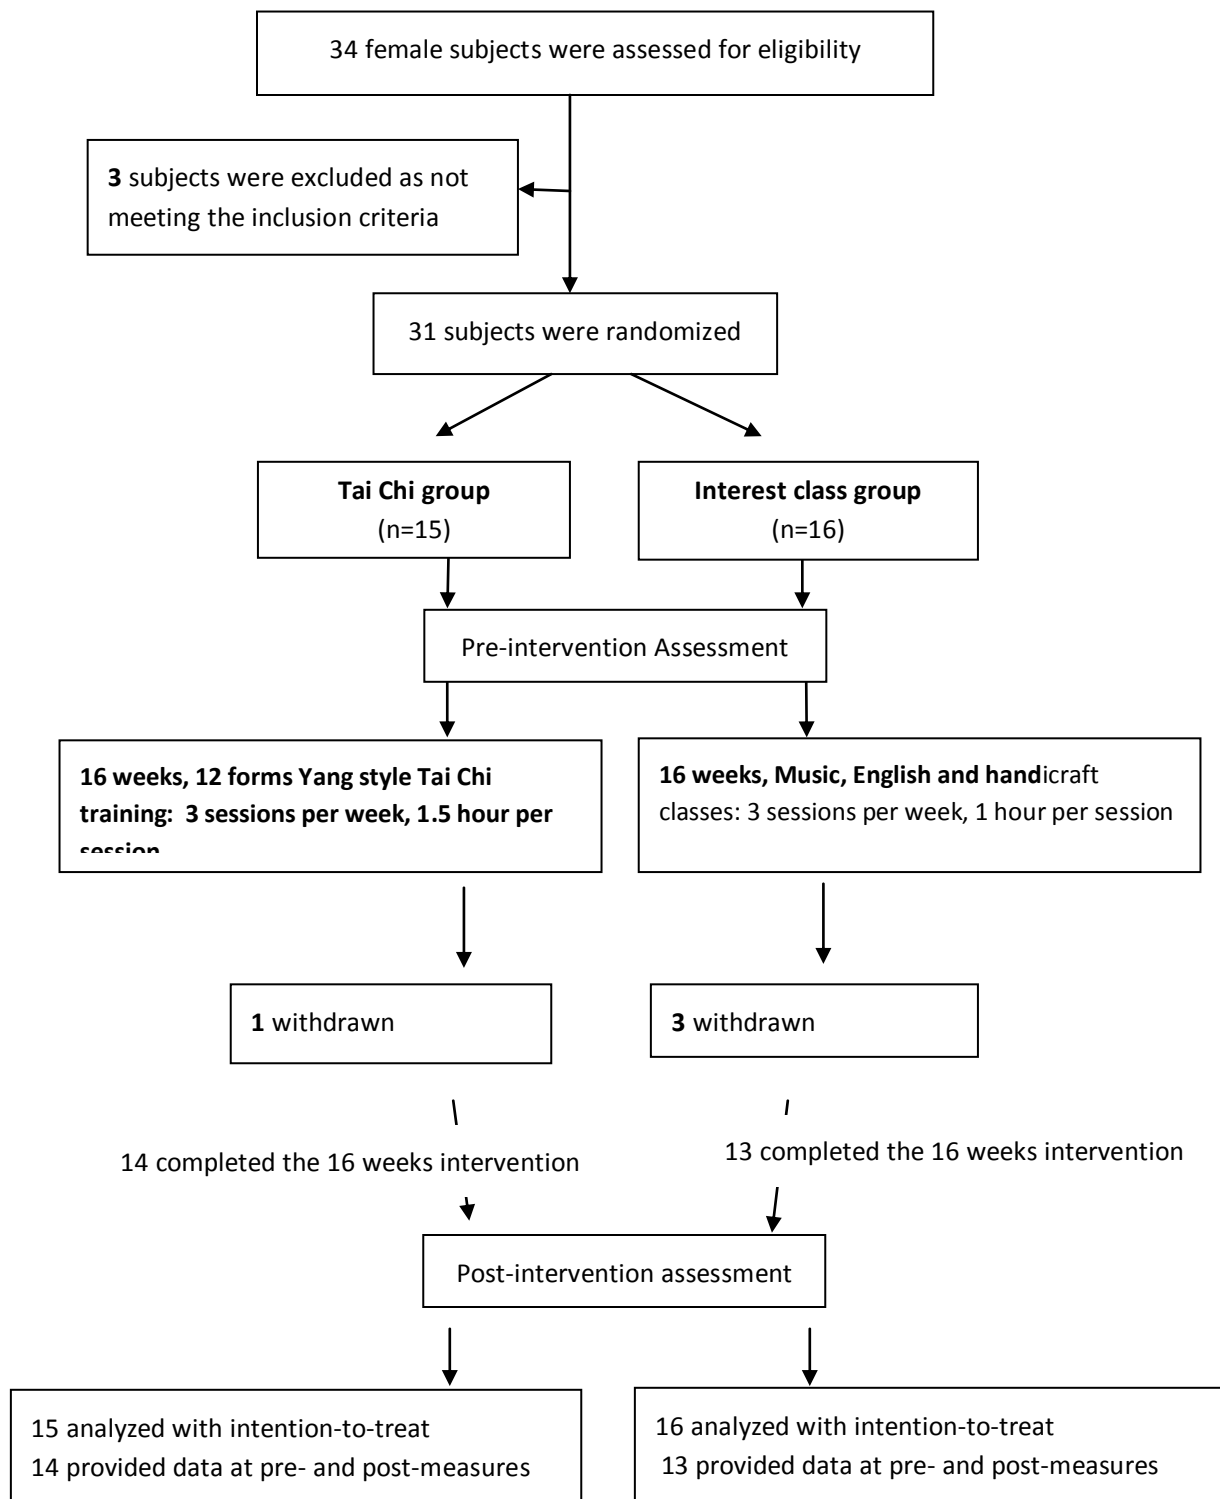 34 female subjects were assessed for eligibility
3 subjects were excluded as not
meeting the inclusion criteria
31 subjects were randomized
Tai Chi group
(n=15)
Interest class group
(n=16)
Pre-intervention Assessment
16 weeks, 12 forms Yang style Tai Chi
training: 3 sessions per week, 1.5 hour per
session
16 weeks, Music, English and handicraft
classes: 3 sessions per week, 1 hour per session
1 withdrawn
3 withdrawn
14 completed the 16 weeks intervention
13 completed the 16 weeks intervention
Post-intervention assessment
15 analyzed with intention-to-treat
14 provided data at pre- and post-measures
16 analyzed with intention-to-treat
13 provided data at pre- and post-measures